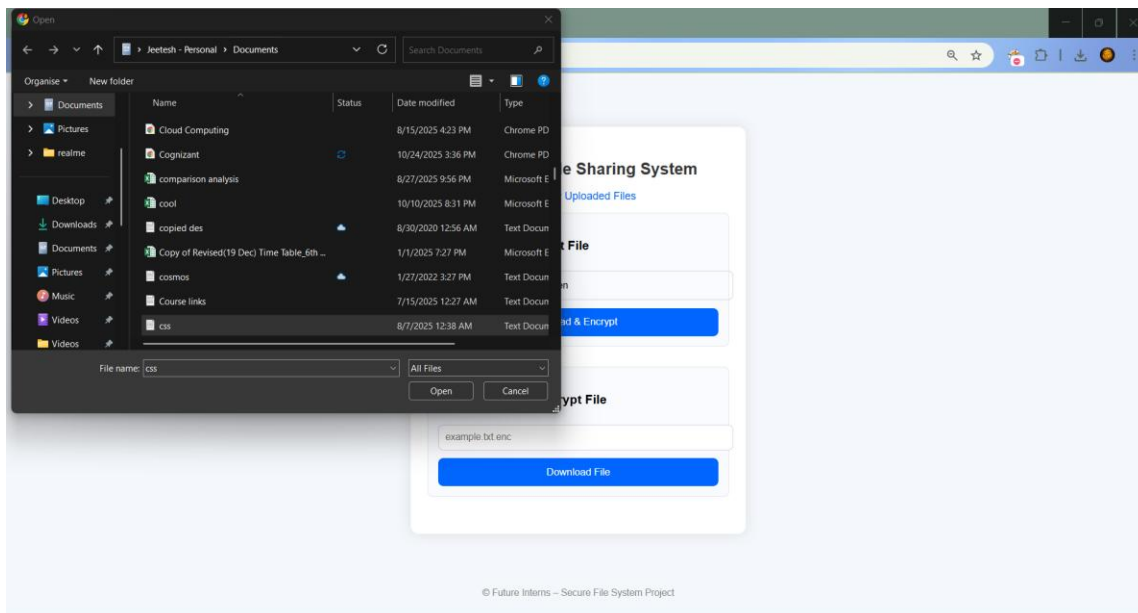 Open
Jeetesh - Personal > Documents
Search Documents
Organise
New folder
Name Status Date modified Type
Documents
Pictures
realme
Desktop
Downloads
Documents
Pictures
Music
Videos
Videos
Cloud Computing 8/15/2025 4:23 PM Chrome PD
Cognizant 10/24/2025 3:36 PM Chrome PD
comparison analysis 8/27/2025 9:56 PM Microsoft E
cool 10/10/2025 8:31 PM Microsoft E
copied des 8/30/2020 12:56 AM Text Docun
Copy of Revised(19 Dec) Time Table_6th ... 1/1/2025 7:27 PM Microsoft E
cosmos 1/27/2022 3:27 PM Text Docun
Course links 7/15/2025 12:27 AM Text Docun
css 8/7/2025 12:38 AM Text Docun
File name: css
All Files
Open Cancel
e Sharing System
Uploaded Files
t File
en
ad & Encrypt
ypt File
example.txt.enc
Download File
© Future Interns – Secure File System Project